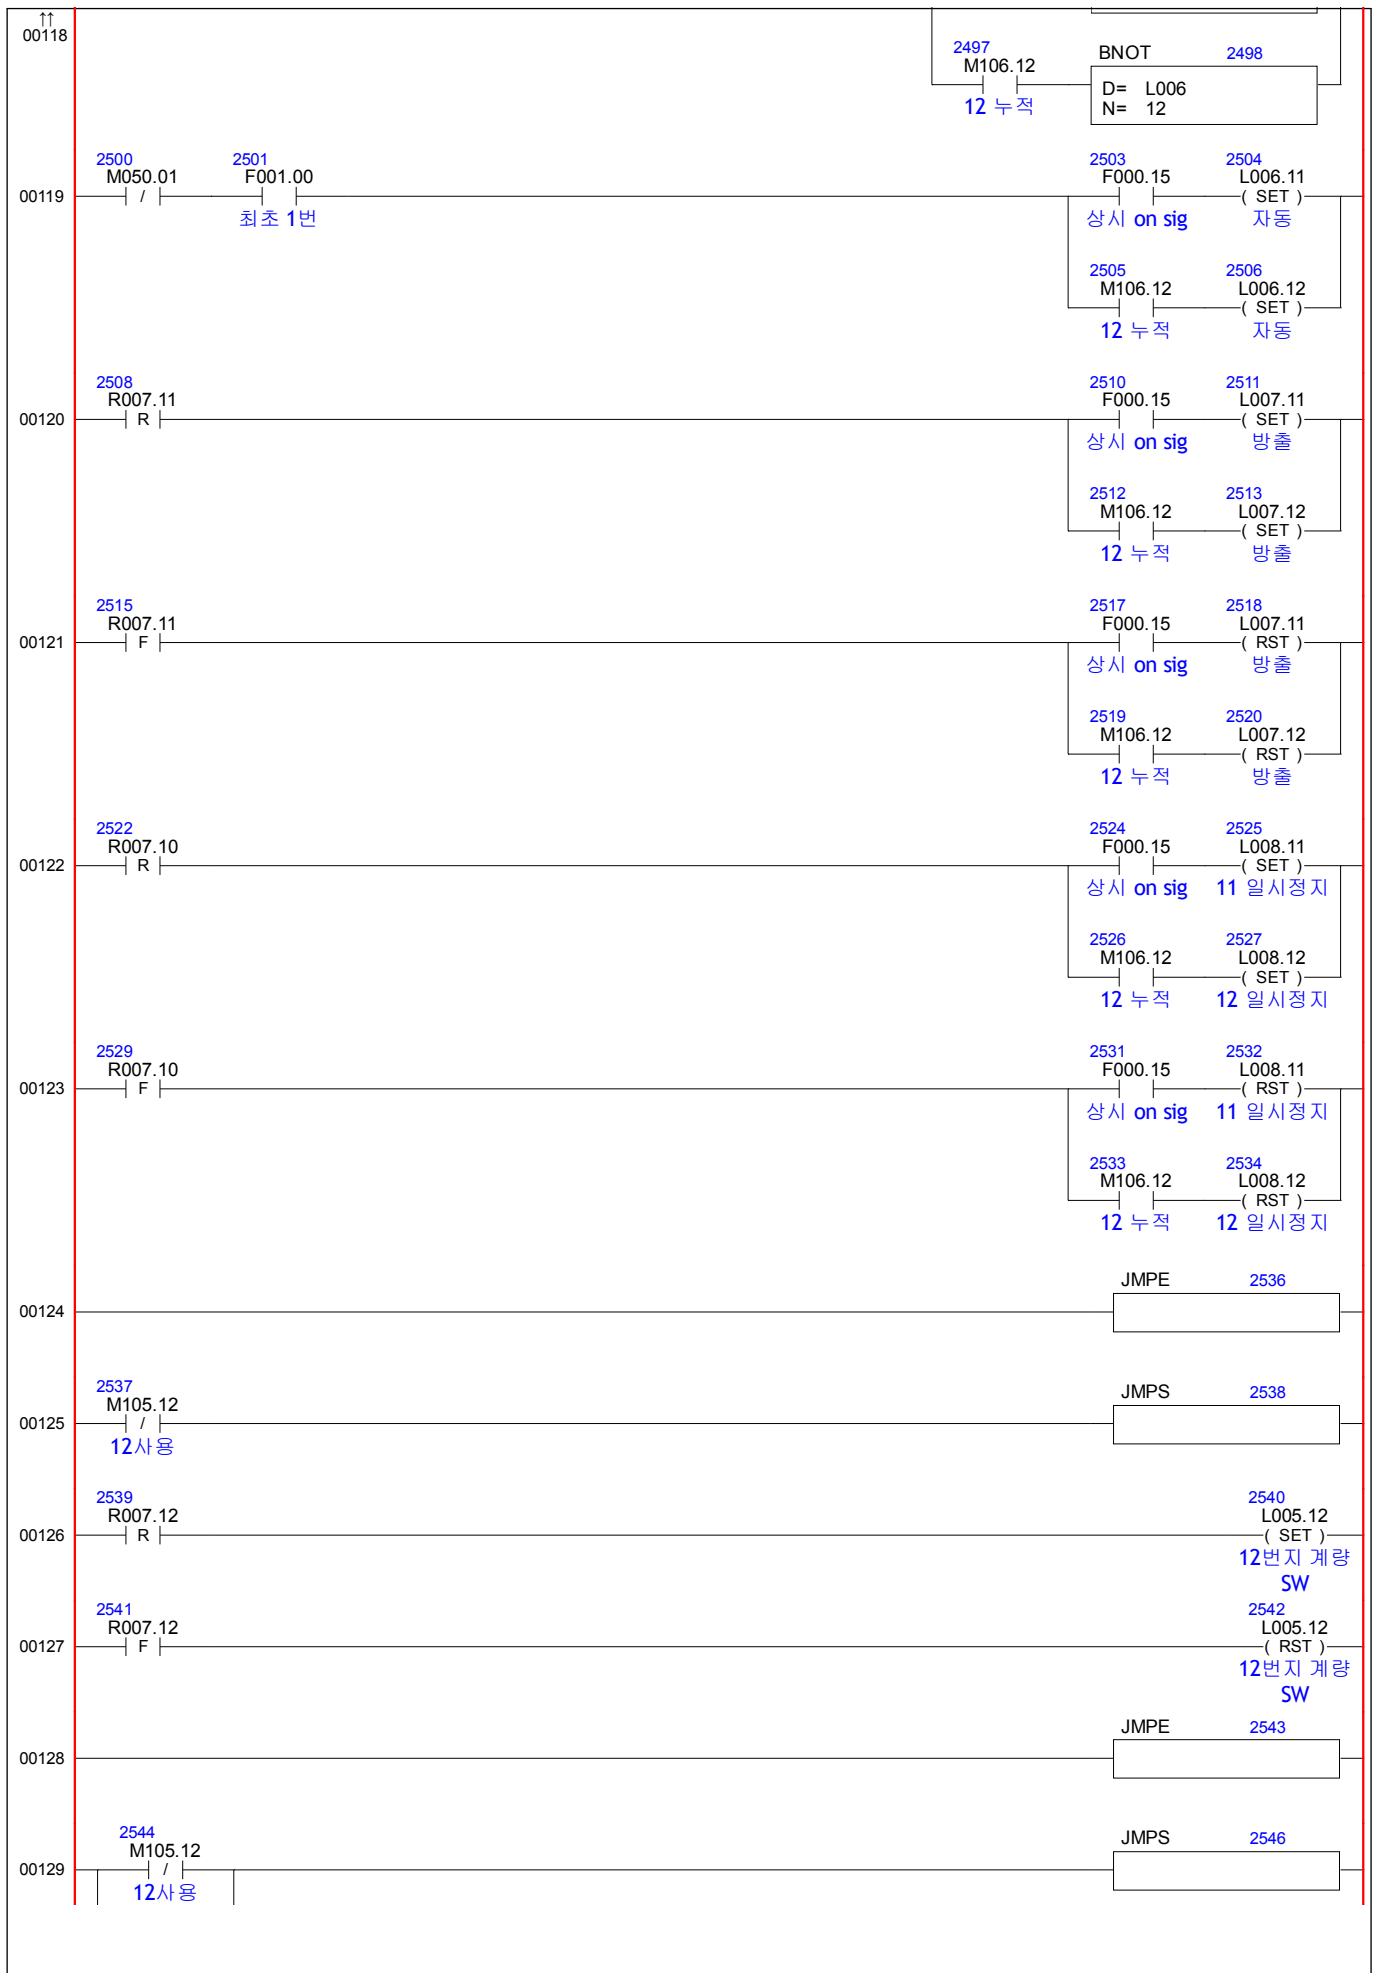 ↑↑
00118
2497
M106.12
12 누적
BNOT 2498
D= L006
N= 12
00119
2500
M050.01
/
2501
F001.00
최초 1번
2503
F000.15
상시 on sig
2504
L006.11
( SET )
자동
2505
M106.12
12 누적
2506
L006.12
( SET )
자동
00120
2508
R007.11
R
2510
F000.15
상시 on sig
2511
L007.11
( SET )
방출
2512
M106.12
12 누적
2513
L007.12
( SET )
방출
00121
2515
R007.11
F
2517
F000.15
상시 on sig
2518
L007.11
( RST )
방출
2519
M106.12
12 누적
2520
L007.12
( RST )
방출
00122
2522
R007.10
R
2524
F000.15
상시 on sig
2525
L008.11
( SET )
11 일시정지
2526
M106.12
12 누적
2527
L008.12
( SET )
12 일시정지
00123
2529
R007.10
F
2531
F000.15
상시 on sig
2532
L008.11
( RST )
11 일시정지
2533
M106.12
12 누적
2534
L008.12
( RST )
12 일시정지
00124
JMPE 2536
00125
2537
M105.12
/
12사용
JMPS 2538
00126
2539
R007.12
R
2540
L005.12
( SET )
12번지 계량
SW
00127
2541
R007.12
F
2542
L005.12
( RST )
12번지 계량
SW
00128
JMPE 2543
00129
2544
M105.12
/
12사용
JMPS 2546